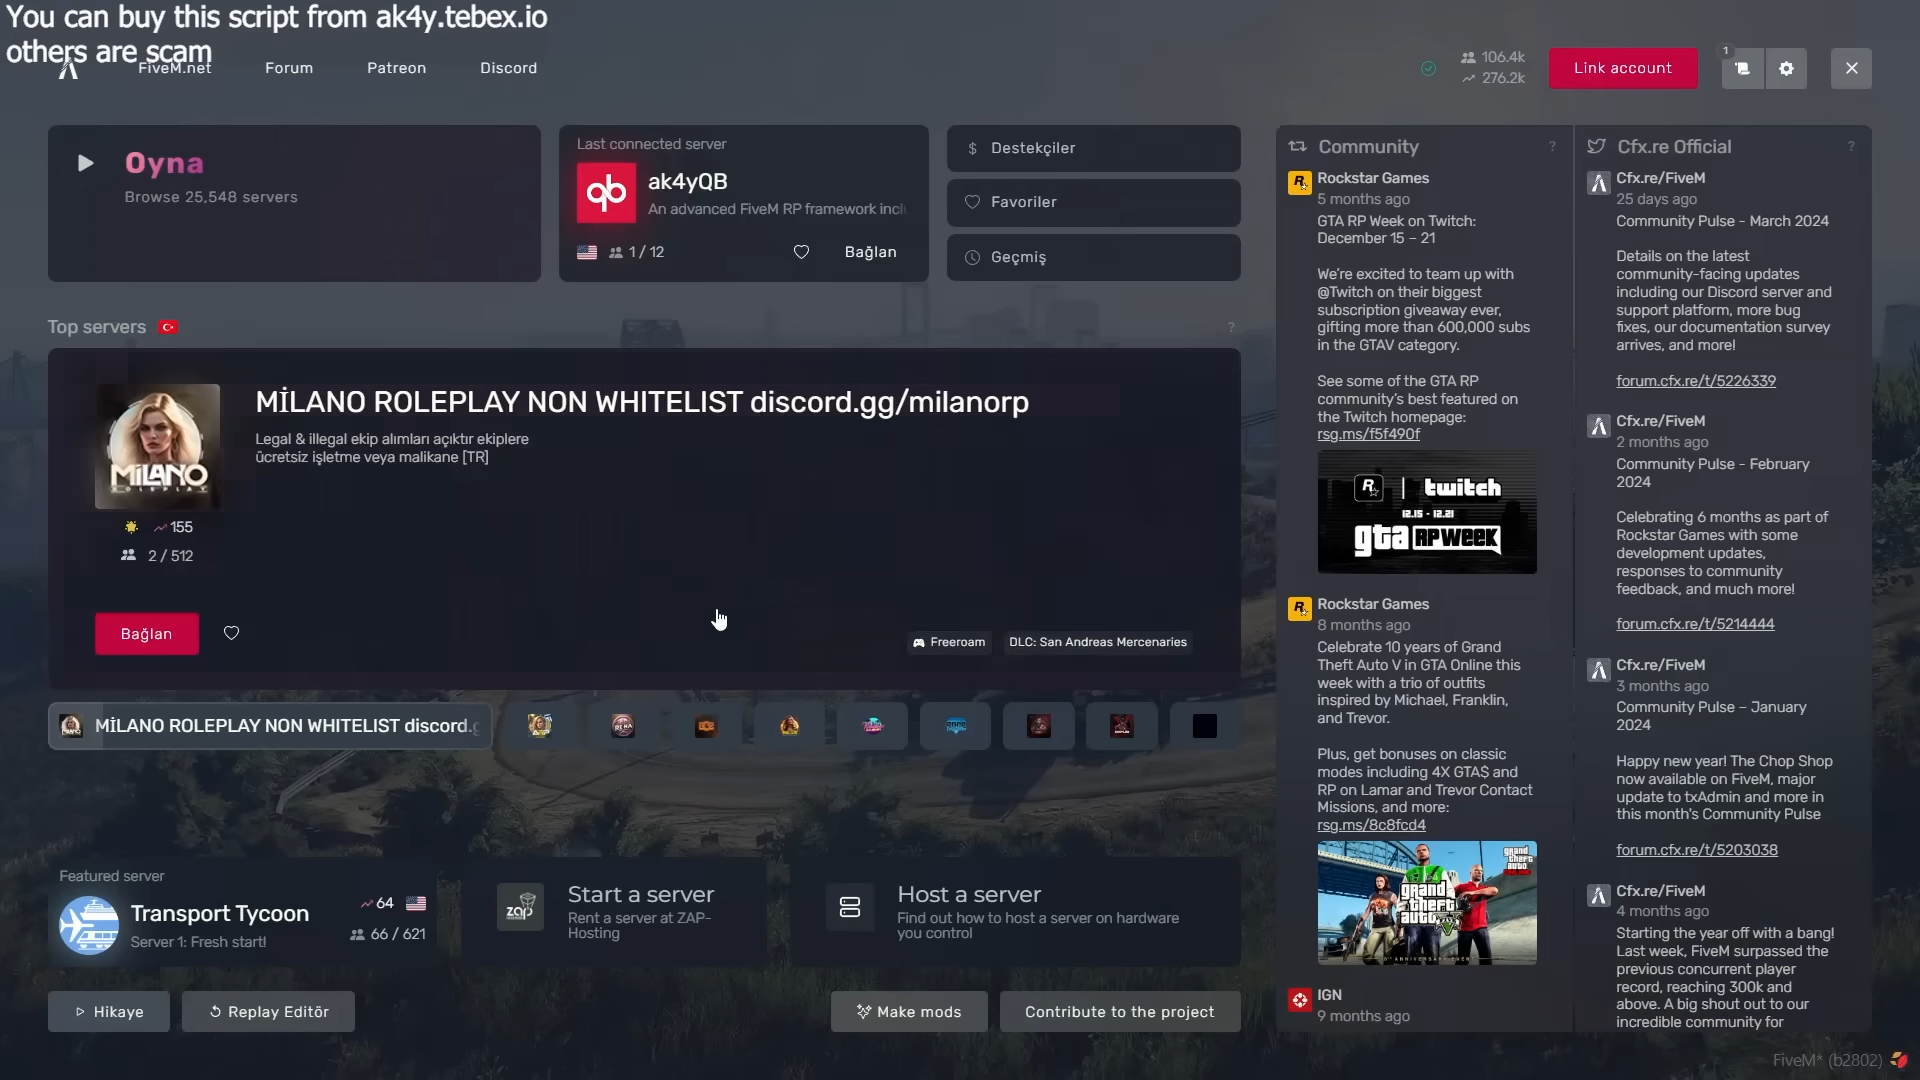 You can buy this script from ak4y.tebex.io
others are scam
FiveM.net
Forum
Patreon
Discord
106.4k
276.2k
Link account
1
Oyna
Browse 25,548 servers
Last connected server
qb
ak4yQB
An advanced FiveM RP framework inclu
1 / 12
Bağlan
$ Destekçiler
Favoriler
Geçmiş
Top servers
?
MİLANO ROLEPLAY NON WHITELIST discord.gg/milanorp
Legal & illegal ekip alımları açıktır ekiplere
ücretsiz işletme veya malikane [TR]
MILANO
ROLEPLAY
155
2 / 512
Bağlan
Freeroam
DLC: San Andreas Mercenaries
MİLANO ROLEPLAY NON WHITELIST discord.g
Featured server
Transport Tycoon
Server 1: Fresh start!
64
66 / 621
zap
Start a server
Rent a server at ZAP-
Hosting
Host a server
Find out how to host a server on hardware
you control
Hikaye
Replay Editör
Make mods
Contribute to the project
Community
?
Rockstar Games
5 months ago
GTA RP Week on Twitch:
December 15 – 21
We're excited to team up with
@Twitch on their biggest
subscription giveaway ever,
gifting more than 600,000 subs
in the GTAV category.
See some of the GTA RP
community's best featured on
the Twitch homepage:
rsg.ms/f5f490f
R | twitch
12.15 - 12.21
gta RP WEEK
Rockstar Games
8 months ago
Celebrate 10 years of Grand
Theft Auto V in GTA Online this
week with a trio of outfits
inspired by Michael, Franklin,
and Trevor.
Plus, get bonuses on classic
modes including 4X GTA$ and
RP on Lamar and Trevor Contact
Missions, and more:
rsg.ms/8c8fcd4
grand
theft
auto
V
IGN
9 months ago
Cfx.re Official
?
Cfx.re/FiveM
25 days ago
Community Pulse - March 2024
Details on the latest
community-facing updates
including our Discord server and
support platform, more bug
fixes, our documentation survey
arrives, and more!
forum.cfx.re/t/5226339
Cfx.re/FiveM
2 months ago
Community Pulse - February
2024
Celebrating 6 months as part of
Rockstar Games with some
development updates,
responses to community
feedback, and much more!
forum.cfx.re/t/5214444
Cfx.re/FiveM
3 months ago
Community Pulse – January
2024
Happy new year! The Chop Shop
now available on FiveM, major
update to txAdmin and more in
this month's Community Pulse
forum.cfx.re/t/5203038
Cfx.re/FiveM
4 months ago
Starting the year off with a bang!
Last week, FiveM surpassed the
previous concurrent player
record, reaching 300k and
above. A big shout out to our
incredible community for
FiveM* (b2802)